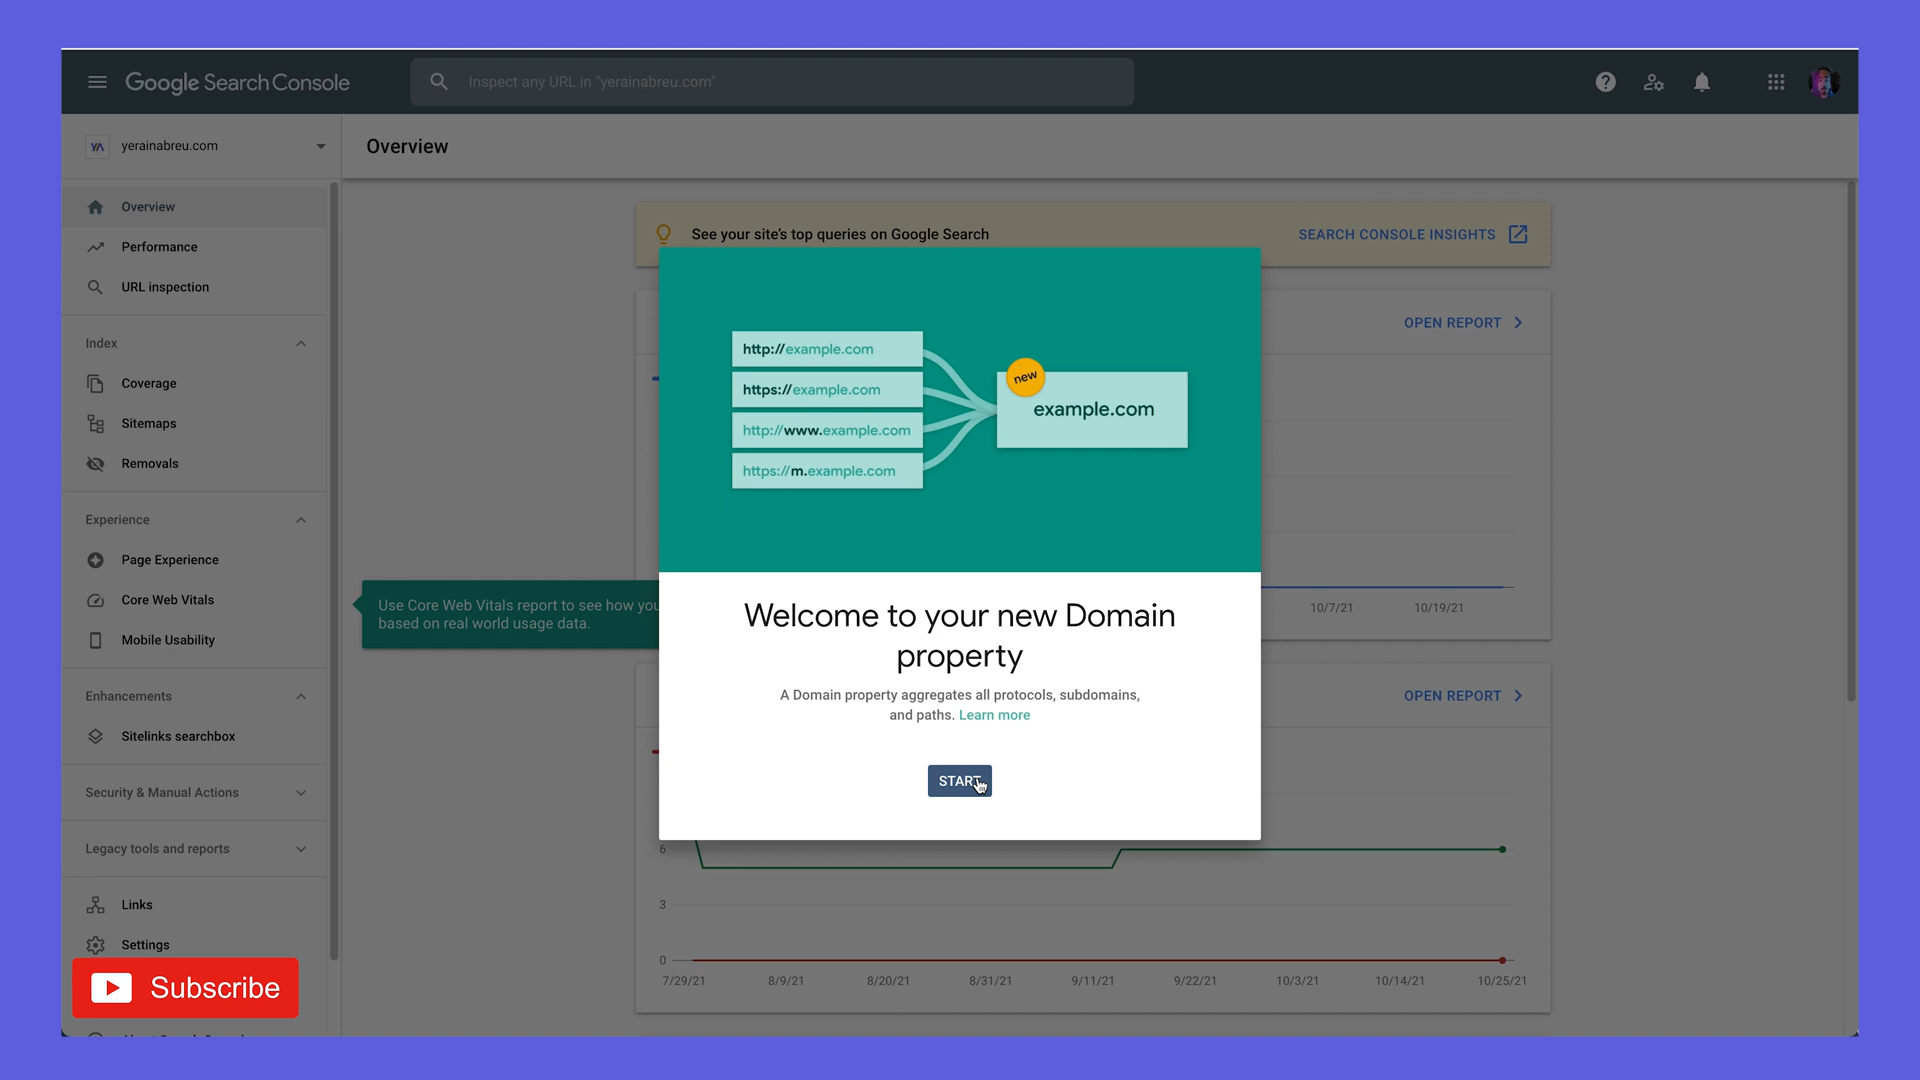 Google Search Console
Inspect any URL in "yerainabreu.com"
YA
yerainabreu.com
Overview
Overview
Performance
URL inspection
Index
Coverage
Sitemaps
Removals
Experience
Page Experience
Core Web Vitals
Mobile Usability
Enhancements
Sitelinks searchbox
Security & Manual Actions
Legacy tools and reports
Links
Settings
Subscribe
See your site's top queries on Google Search
SEARCH CONSOLE INSIGHTS
OPEN REPORT
10/7/21 10/19/21
Use Core Web Vitals report to see how you
based on real world usage data.
http://example.com
https://example.com
http://www.example.com
https://m.example.com
new
example.com
Welcome to your new Domain
property
A Domain property aggregates all protocols, subdomains,
and paths. Learn more
START
OPEN REPORT
6
3
0
7/29/21 8/9/21 8/20/21 8/31/21 9/11/21 9/22/21 10/3/21 10/14/21 10/25/21